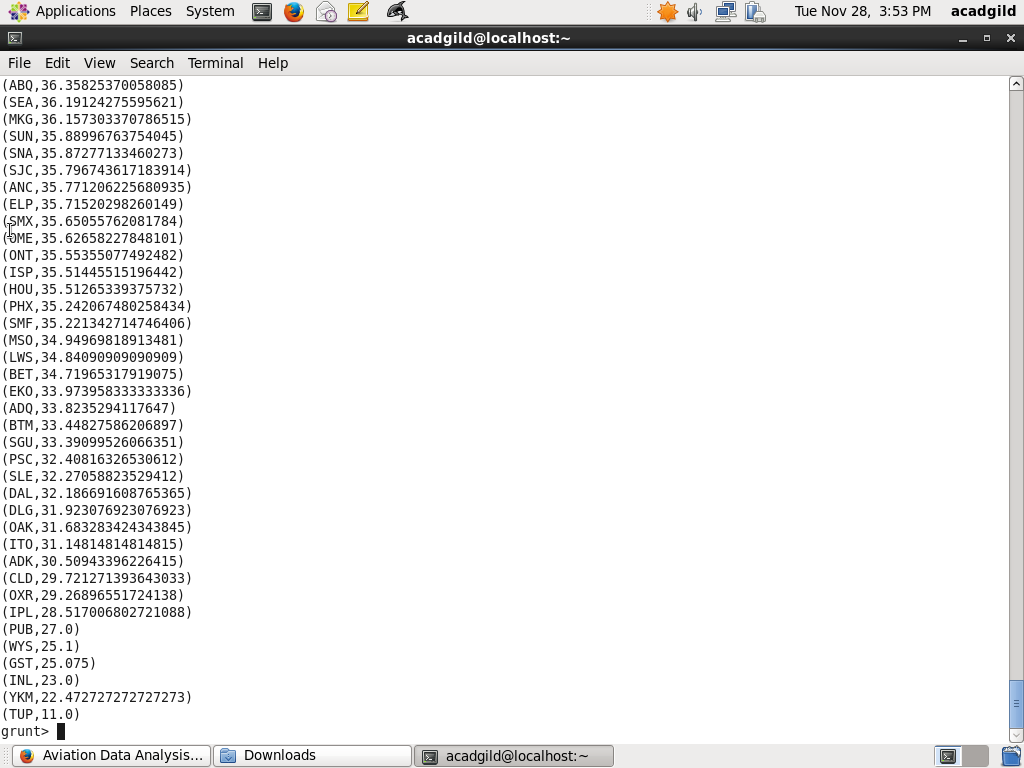 Applications Places System
Tue Nov 28, 3:53 PM acadgild
acadgild@localhost:~
File Edit View Search Terminal Help
(ABQ,36.35825370058085)
(SEA,36.19124275595621)
(MKG,36.157303370786515)
(SUN,35.88996763754045)
(SNA,35.87277133460273)
(SJC,35.796743617183914)
(ANC,35.771206225680935)
(ELP,35.71520298260149)
(SMX,35.65055762081784)
(OME,35.62658227848101)
(ONT,35.55355077492482)
(ISP,35.51445515196442)
(HOU,35.51265339375732)
(PHX,35.242067480258434)
(SMF,35.221342714746406)
(MSO,34.94969818913481)
(LWS,34.84090909090909)
(BET,34.71965317919075)
(EKO,33.973958333333336)
(ADQ,33.8235294117647)
(BTM,33.44827586206897)
(SGU,33.39099526066351)
(PSC,32.40816326530612)
(SLE,32.27058823529412)
(DAL,32.186691608765365)
(DLG,31.923076923076923)
(OAK,31.683283424343845)
(ITO,31.14814814814815)
(ADK,30.50943396226415)
(CLD,29.721271393643033)
(OXR,29.26896551724138)
(IPL,28.517006802721088)
(PUB,27.0)
(WYS,25.1)
(GST,25.075)
(INL,23.0)
(YKM,22.472727272727273)
(TUP,11.0)
grunt>
Aviation Data Analysis... Downloads acadgild@localhost:~